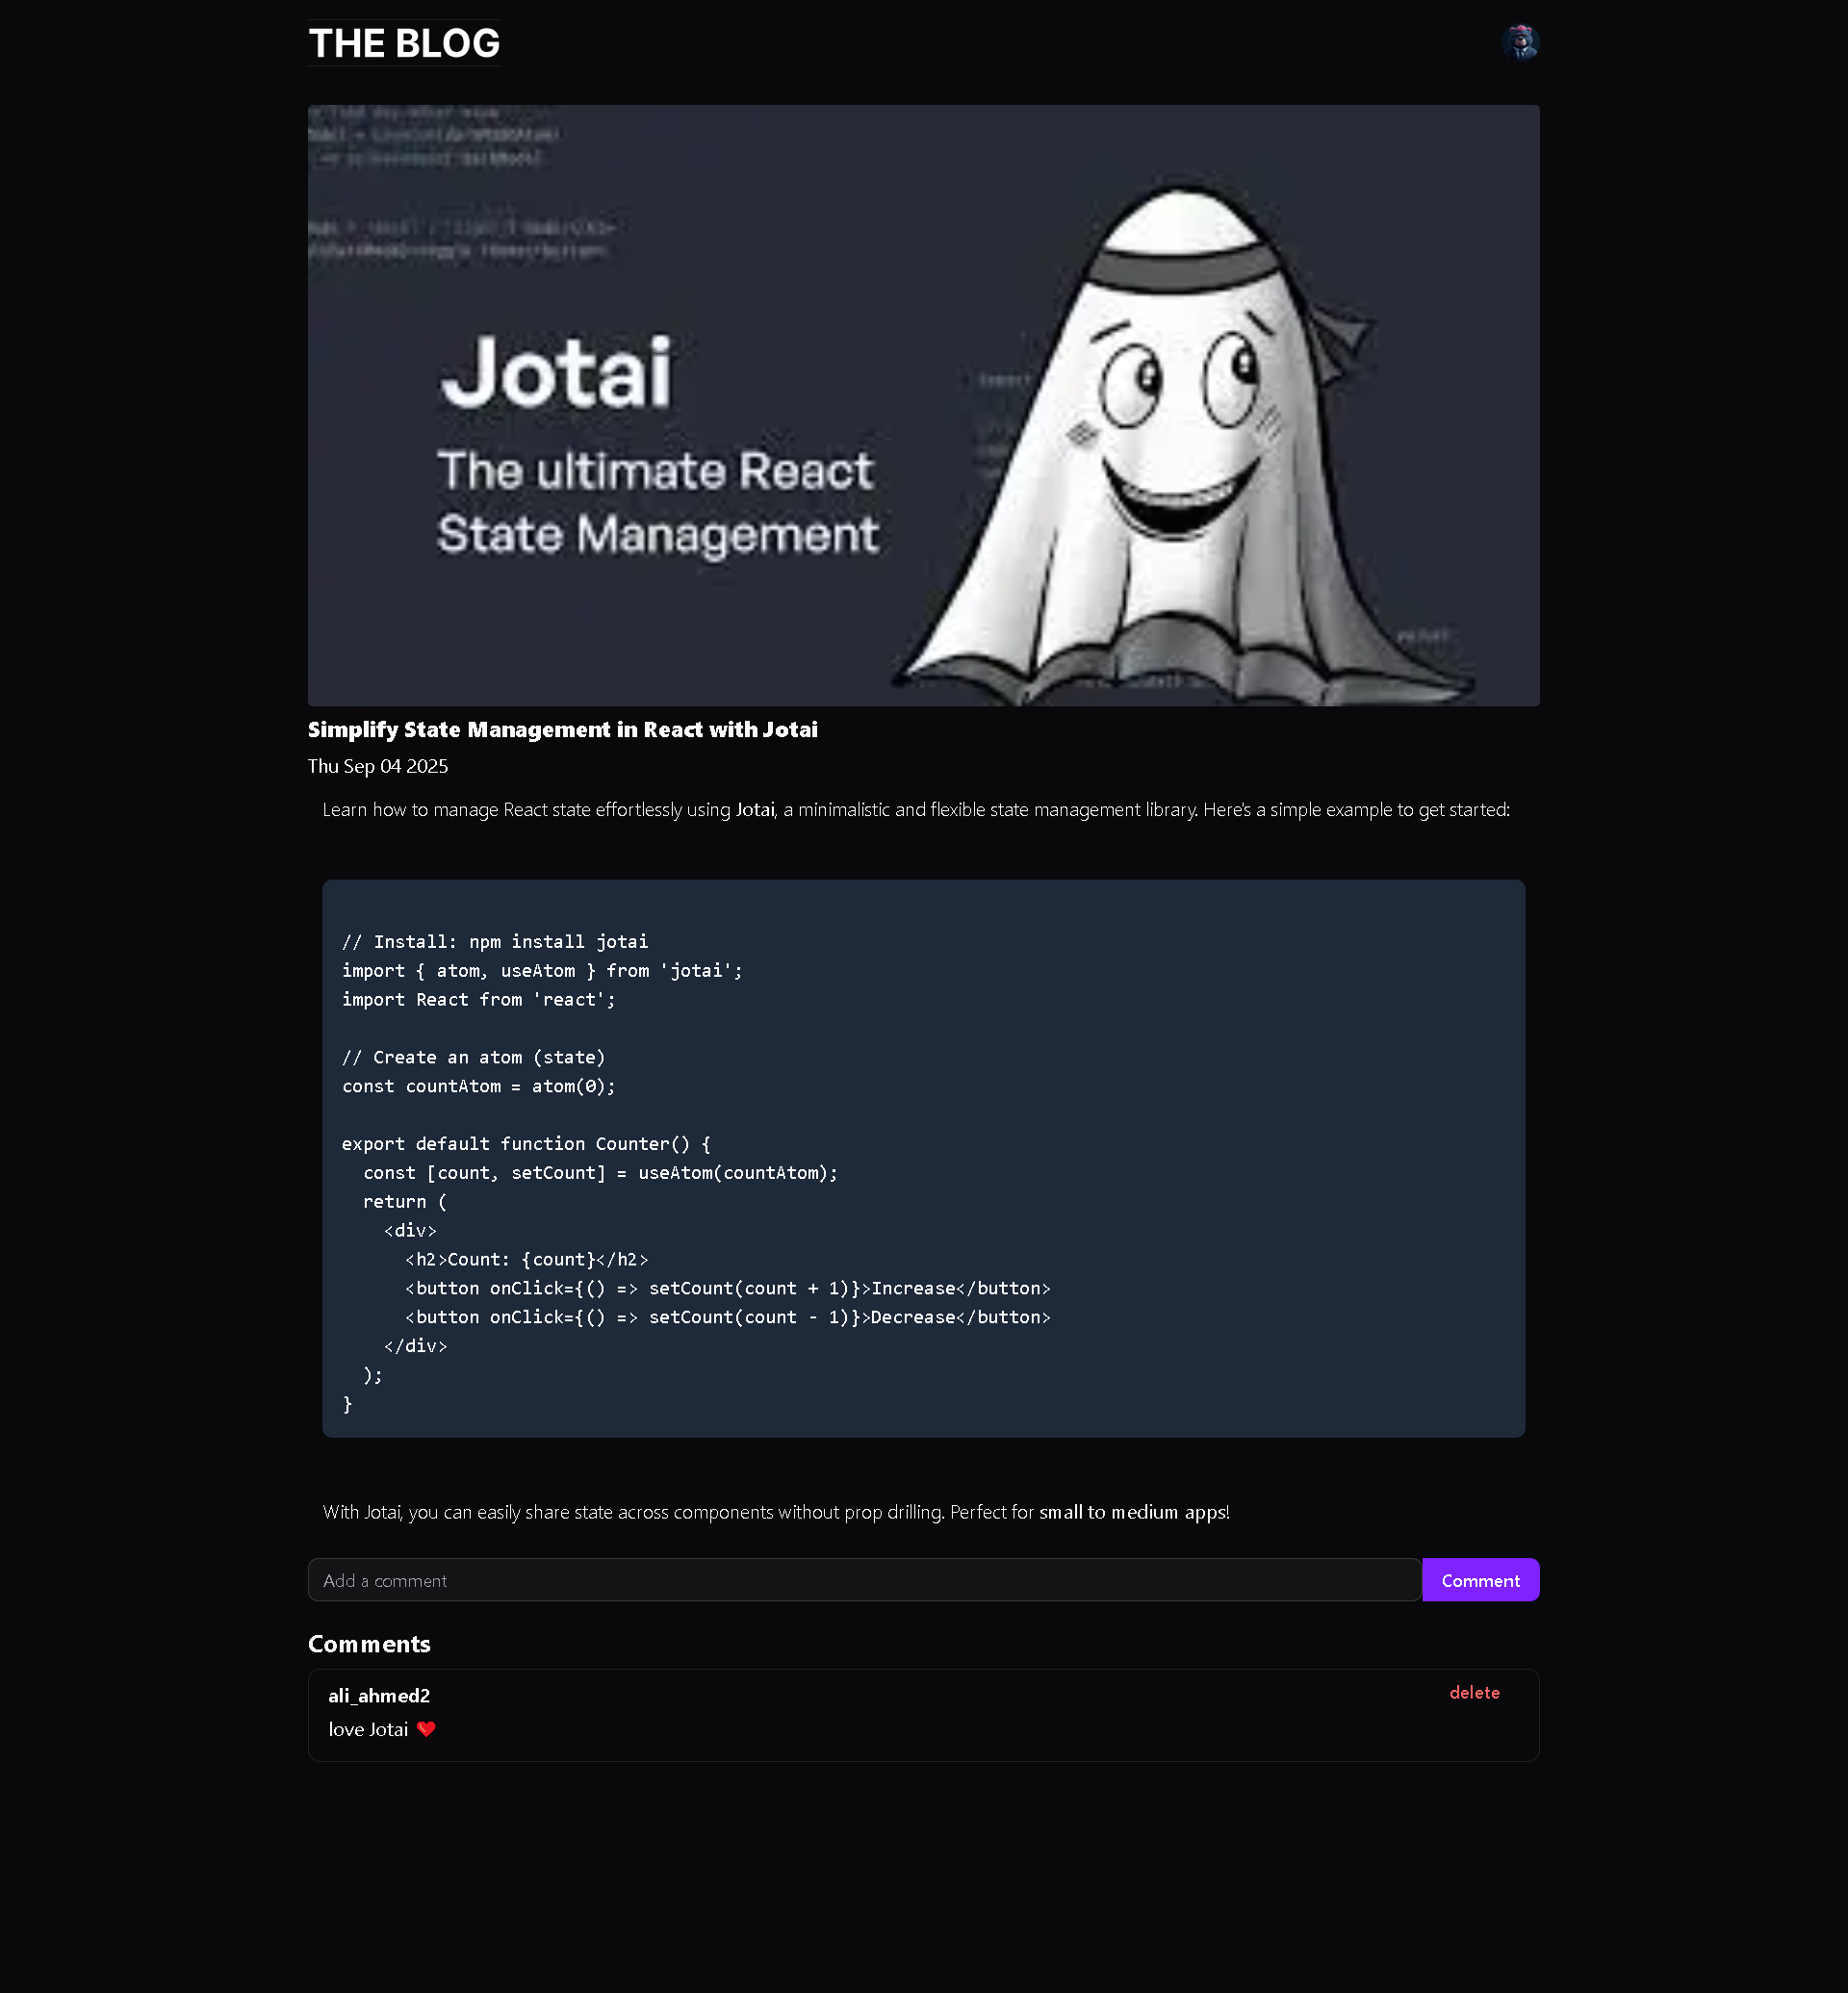 THE BLOG
Jotai
The ultimate React
State Management
Simplify State Management in React with Jotai
Thu Sep 04 2025
Learn how to manage React state effortlessly using Jotai, a minimalistic and flexible state management library. Here's a simple example to get started:
// Install: npm install jotai
import { atom, useAtom } from 'jotai';
import React from 'react';
// Create an atom (state)
const countAtom = atom(0);
export default function Counter() {
  const [count, setCount] = useAtom(countAtom);
  return (
    <div>
      <h2>Count: {count}</h2>
      <button onClick={() => setCount(count + 1)}>Increase</button>
      <button onClick={() => setCount(count - 1)}>Decrease</button>
    </div>
  );
}
With Jotai, you can easily share state across components without prop drilling. Perfect for small to medium apps!
Add a comment
Comment
Comments
ali_ahmed2
delete
love Jotai ❤️